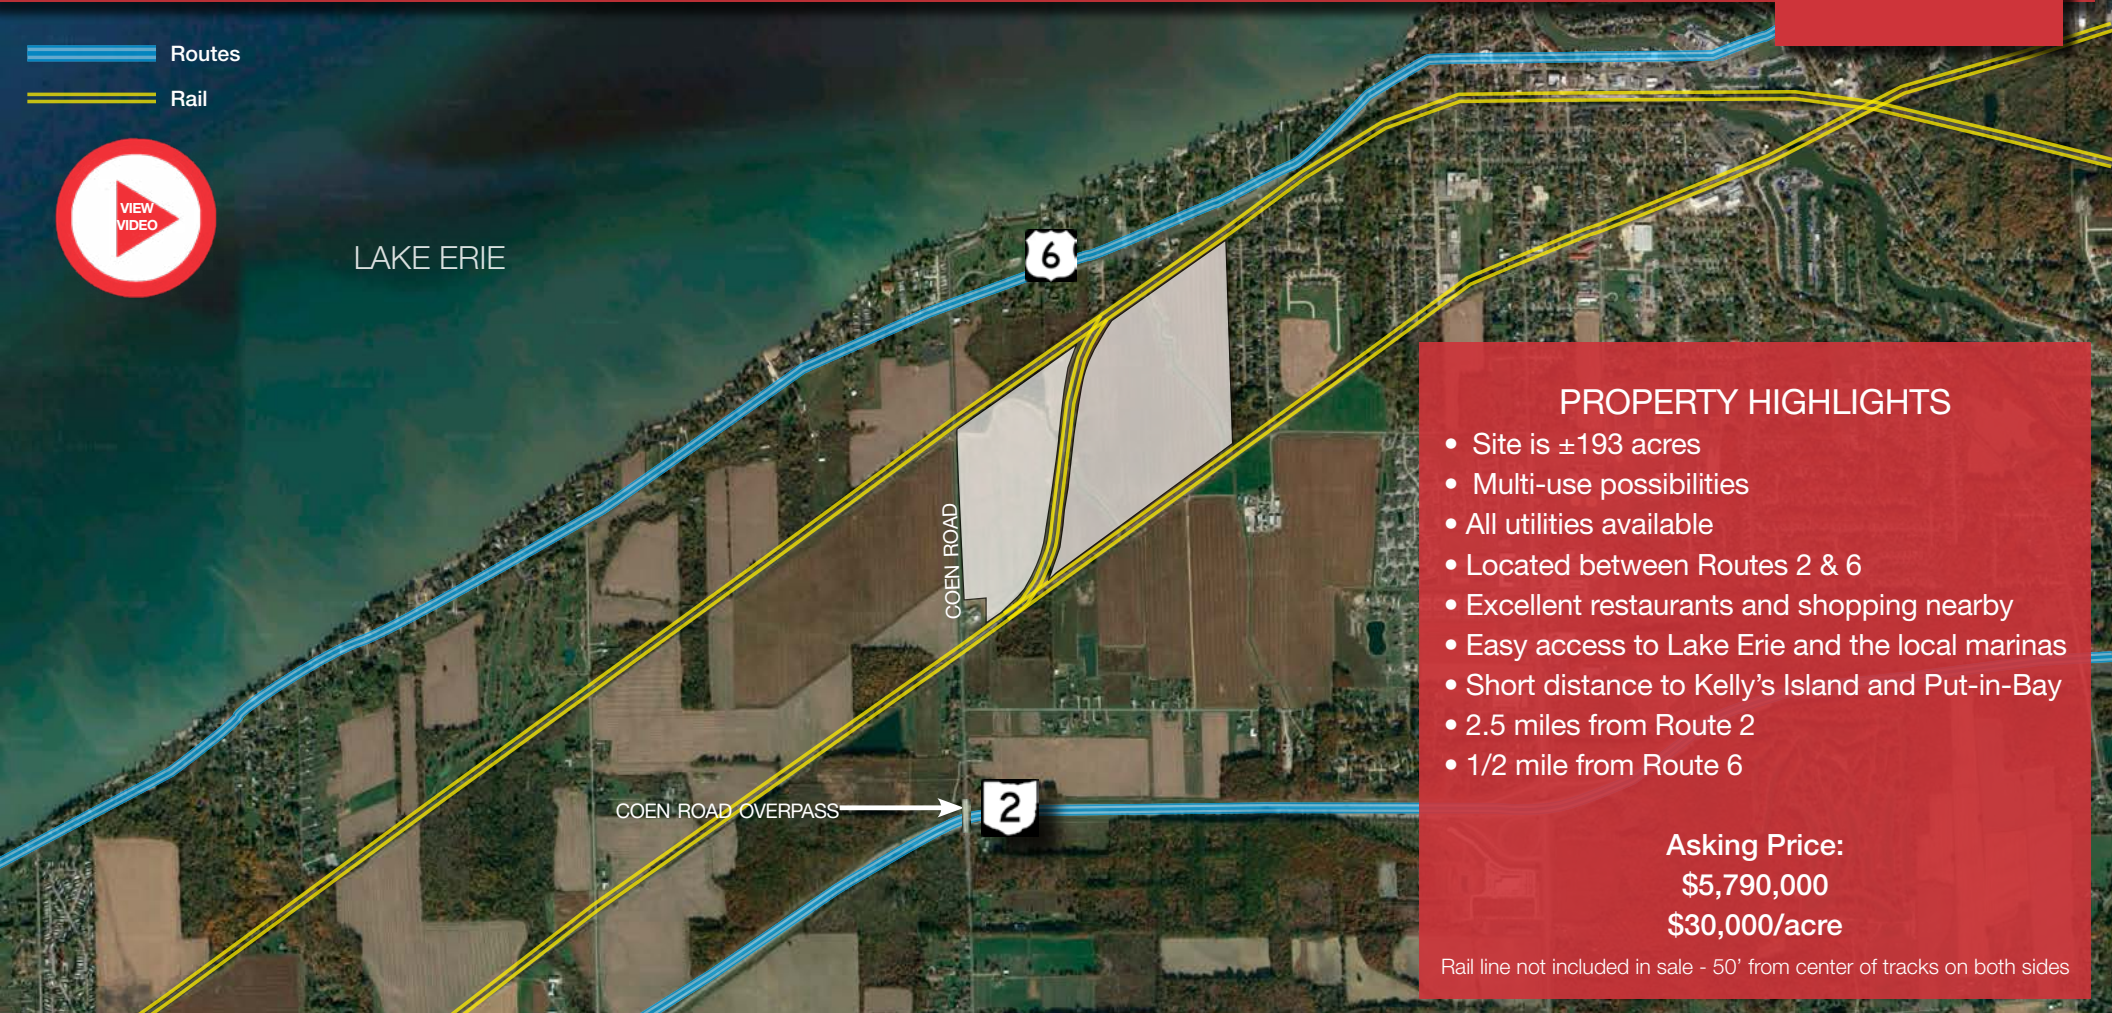 Routes
Rail
VIEW
VIDEO
LAKE ERIE
6
COEN ROAD
COEN ROAD OVERPASS
2
PROPERTY HIGHLIGHTS
• Site is ±193 acres
• Multi-use possibilities
• All utilities available
• Located between Routes 2 & 6
• Excellent restaurants and shopping nearby
• Easy access to Lake Erie and the local marinas
• Short distance to Kelly’s Island and Put-in-Bay
• 2.5 miles from Route 2
• 1/2 mile from Route 6
Asking Price:
$5,790,000
$30,000/acre
Rail line not included in sale - 50’ from center of tracks on both sides